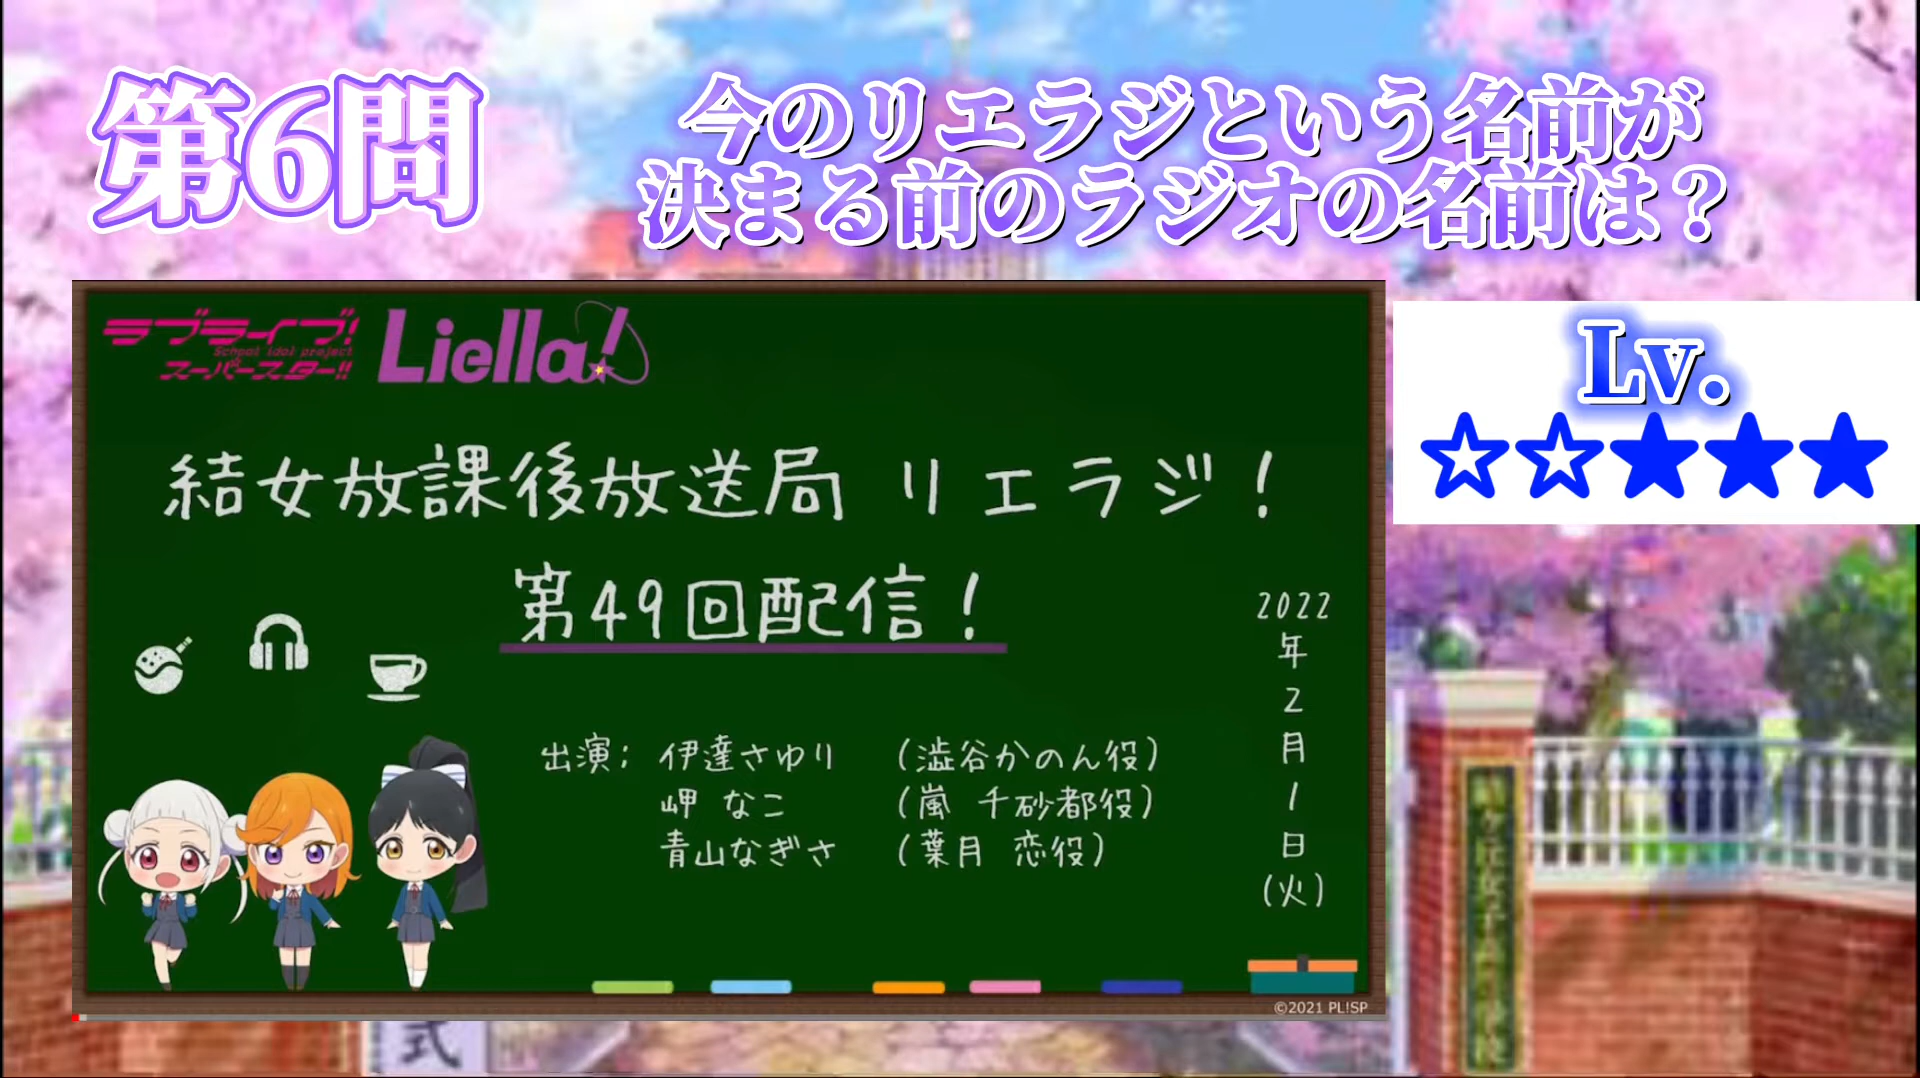 第6問
今のリエラジという名前が
決まる前のラジオの名前は？
Lv.
☆☆★★★
ラブライブ!
School idol project
スーパースター!!
Liella!
結女放課後放送局 リエラジ！
第49回配信！
2022年2月1日(火)
出演： 伊達さゆり （澁谷かのん役）
岬 なこ （嵐 千砂都役）
青山なぎさ （葉月 恋役）
©2021 PL!SP
式